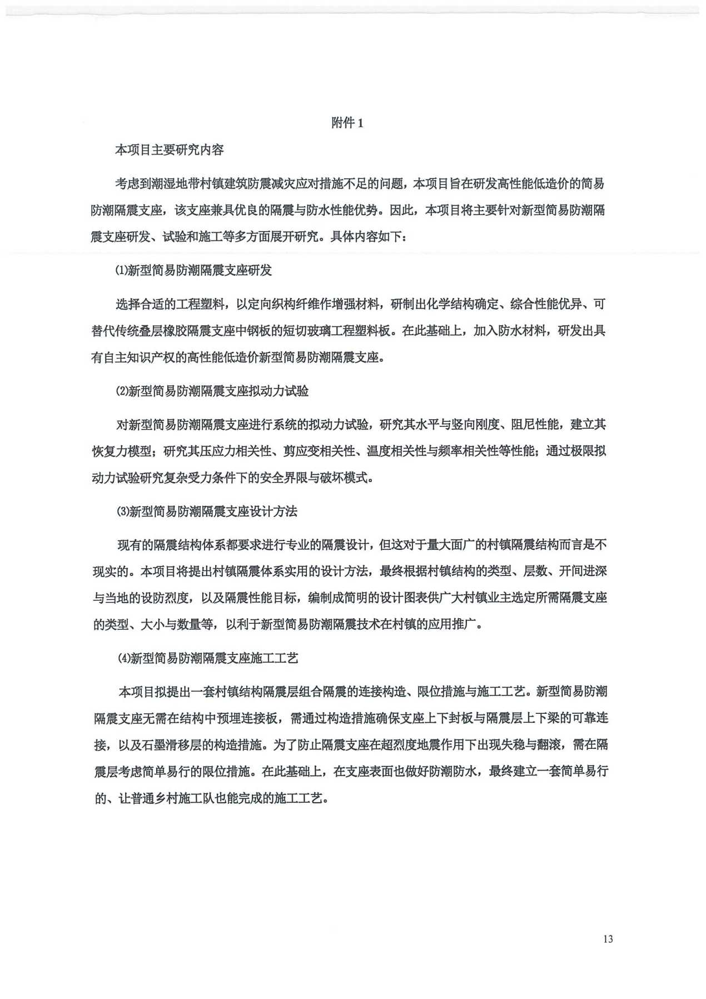 附件 1
本项目主要研究内容
考虑到潮湿地带村镇建筑防震减灾应对措施不足的问题，本项目旨在研发高性能低造价的简易
防潮隔震支座，该支座兼具优良的隔震与防水性能优势。因此，本项目将主要针对新型简易防潮隔
震支座研发、试验和施工等多方面展开研究。具体内容如下：
⑴新型简易防潮隔震支座研发
选择合适的工程塑料，以定向织构纤维作增强材料，研制出化学结构确定、综合性能优异、可
替代传统叠层橡胶隔震支座中钢板的短切玻璃工程塑料板。在此基础上，加入防水材料，研发出具
有自主知识产权的高性能低造价新型简易防潮隔震支座。
⑵新型简易防潮隔震支座拟动力试验
对新型简易防潮隔震支座进行系统的拟动力试验，研究其水平与竖向刚度、阻尼性能，建立其
恢复力模型；研究其压应力相关性、剪应变相关性、温度相关性与频率相关性等性能；通过极限拟
动力试验研究复杂受力条件下的安全界限与破坏模式。
⑶新型简易防潮隔震支座设计方法
现有的隔震结构体系都要求进行专业的隔震设计，但这对于量大面广的村镇隔震结构而言是不
现实的。本项目将提出村镇隔震体系实用的设计方法，最终根据村镇结构的类型、层数、开间进深
与当地的设防烈度，以及隔震性能目标，编制成简明的设计图表供广大村镇业主选定所需隔震支座
的类型、大小与数量等，以利于新型简易防潮隔震技术在村镇的应用推广。
⑷新型简易防潮隔震支座施工工艺
本项目拟提出一套村镇结构隔震层组合隔震的连接构造、限位措施与施工工艺。新型简易防潮
隔震支座无需在结构中预埋连接板，需通过构造措施确保支座上下封板与隔震层上下梁的可靠连
接，以及石墨滑移层的构造措施。为了防止隔震支座在超烈度地震作用下出现失稳与翻滚，需在隔
震层考虑简单易行的限位措施。在此基础上，在支座表面也做好防潮防水，最终建立一套简单易行
的、让普通乡村施工队也能完成的施工工艺。
13